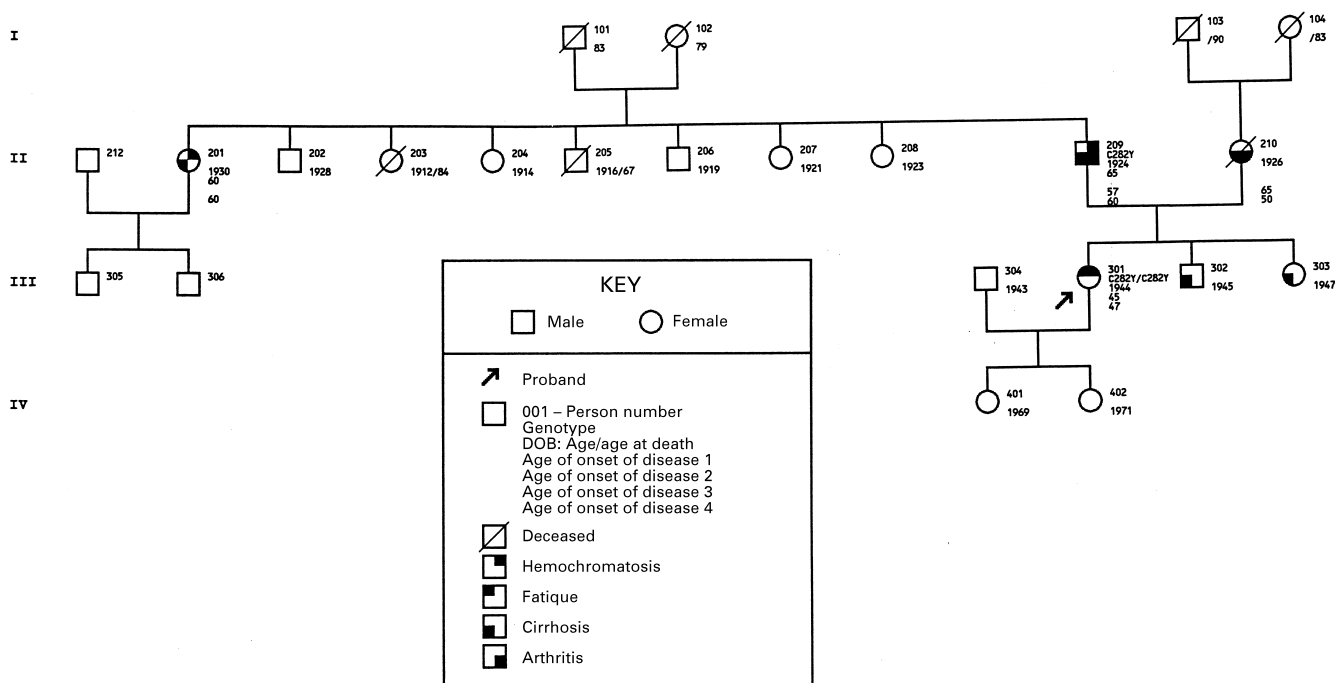 I
101
83
102
79
103
/90
104
/83
II
212
201
1930
60
60
202
1928
203
1912/84
204
1914
205
1916/67
206
1919
207
1921
208
1923
209
C282Y
1924
65
57
60
210
1926
65
50
III
305
306
304
1943
301
C282Y/C282Y
1944
45
47
302
1945
303
1947
IV
401
1969
402
1971
KEY
Male
Female
Proband
001 – Person number
Genotype
DOB: Age/age at death
Age of onset of disease 1
Age of onset of disease 2
Age of onset of disease 3
Age of onset of disease 4
Deceased
Hemochromatosis
Fatique
Cirrhosis
Arthritis